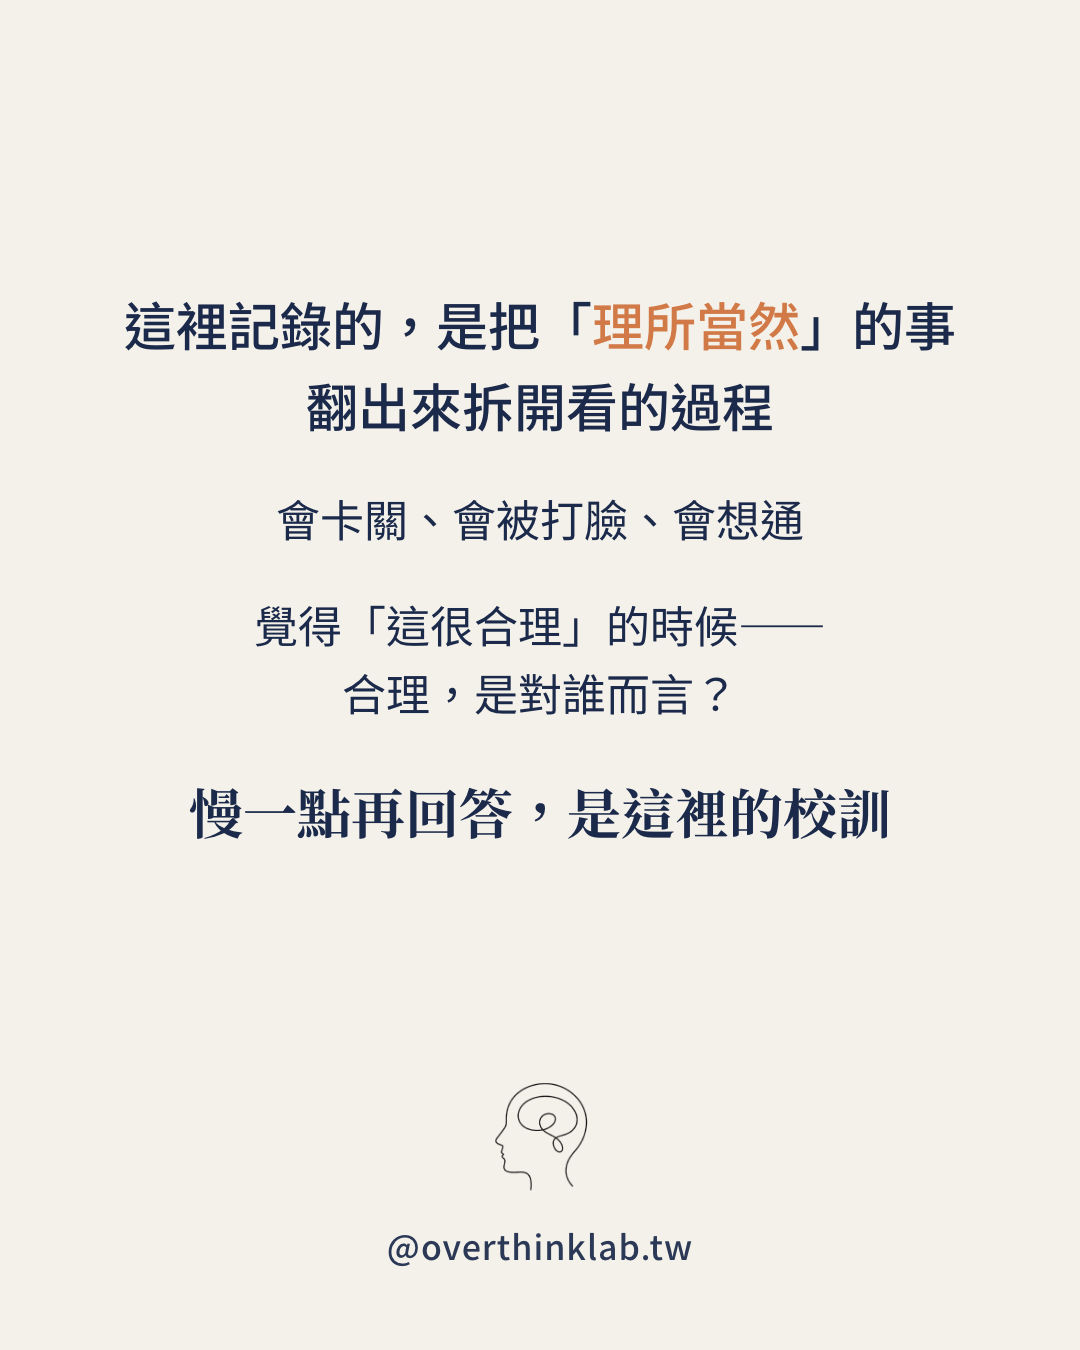 這裡記錄的，是把「理所當然」的事
翻出來拆開看的過程
會卡關、會被打臉、會想通
覺得「這很合理」的時候——
合理，是對誰而言？
慢一點再回答，是這裡的校訓
@overthinklab.tw